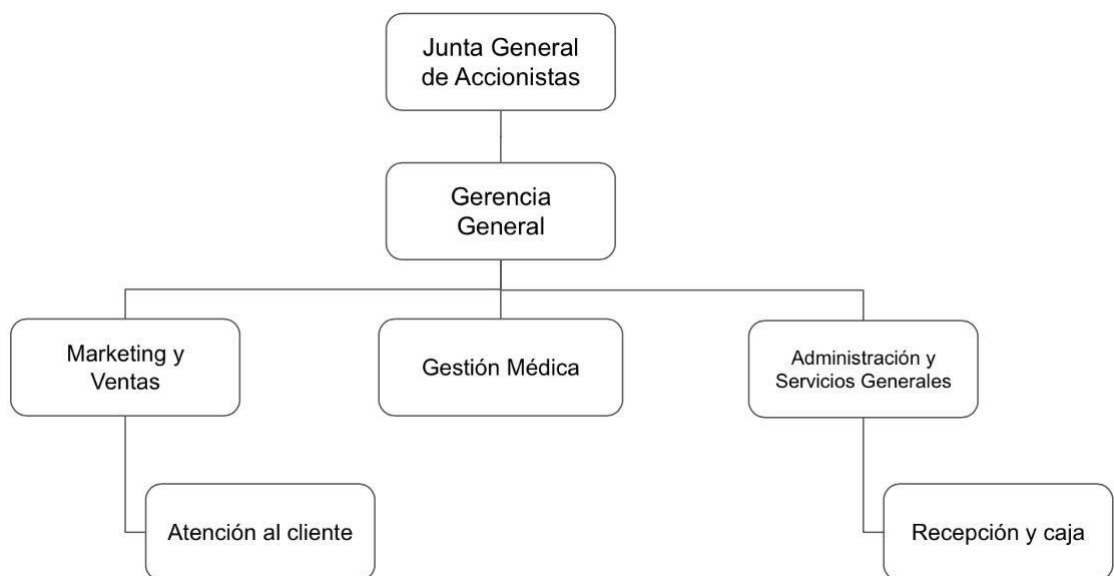 Junta General
de Accionistas
Gerencia
General
Marketing y
Ventas
Gestión Médica
Administración y
Servicios Generales
Atención al cliente
Recepción y caja